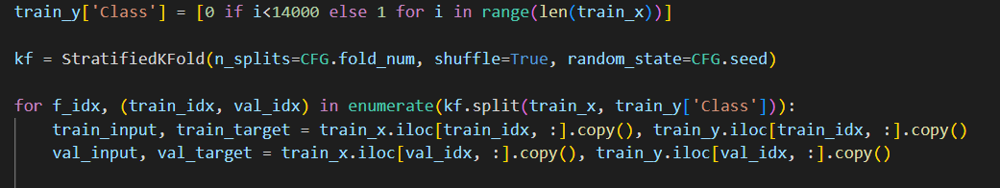 train_y['Class'] = [0 if i<14000 else 1 for i in range(len(train_x))]
kf = StratifiedKFold(n_splits=CFG.fold_num, shuffle=True, random_state=CFG.seed)
for f_idx, (train_idx, val_idx) in enumerate(kf.split(train_x, train_y['Class'])):
    train_input, train_target = train_x.iloc[train_idx, :].copy(), train_y.iloc[train_idx, :].copy()
    val_input, val_target = train_x.iloc[val_idx, :].copy(), train_y.iloc[val_idx, :].copy()